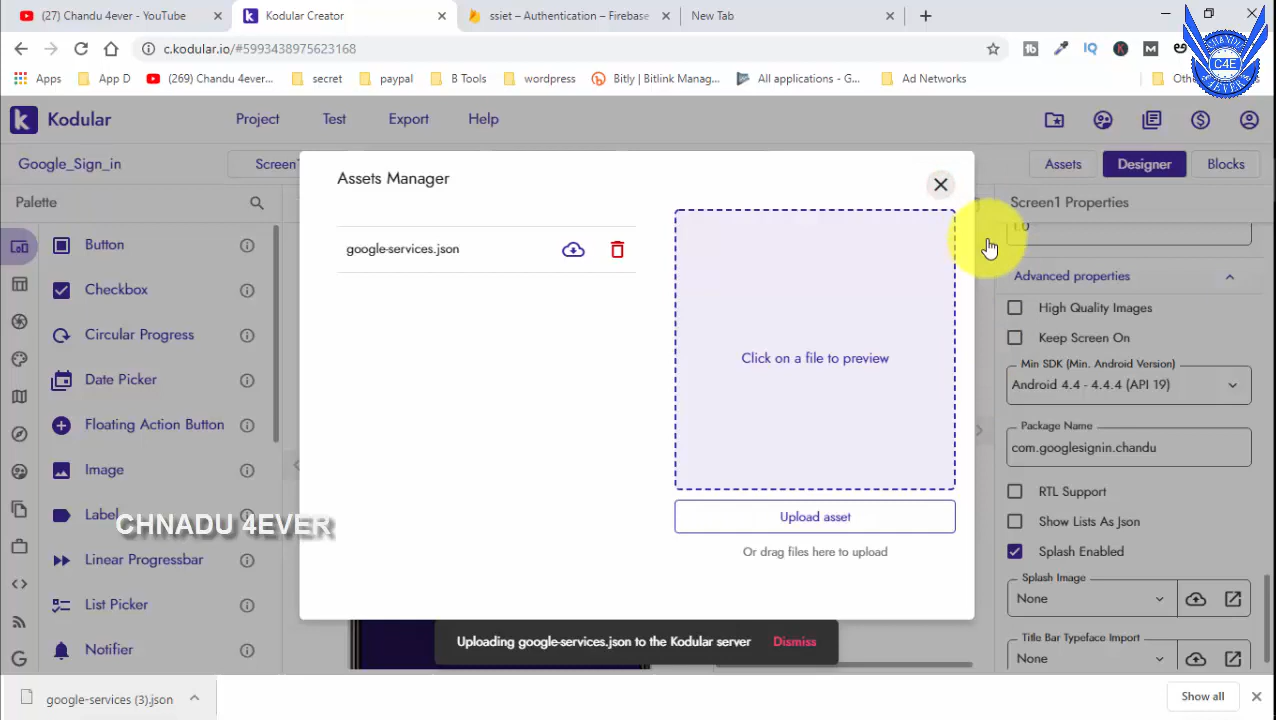 (27) Chandu 4ever - YouTube
Kodular Creator
ssiet – Authentication – Firebase
New Tab
c.kodular.io/#5993438975623168
Apps
App D
(269) Chandu 4ever...
secret
paypal
B Tools
wordpress
Bitly | Bitlink Manag...
All applications - G...
Ad Networks
C4E
Kodular
Project
Test
Export
Help
Google_Sign_in
Screen1
Assets
Designer
Blocks
Palette
Button
Checkbox
Circular Progress
Date Picker
Floating Action Button
Image
Label
Linear Progressbar
List Picker
Notifier
CHNADU 4EVER
Assets Manager
google-services.json
Click on a file to preview
Upload asset
Or drag files here to upload
Uploading google-services.json to the Kodular server
Dismiss
Screen1 Properties
1.0
Advanced properties
High Quality Images
Keep Screen On
Min SDK (Min. Android Version)
Android 4.4 - 4.4.4 (API 19)
Package Name
com.googlesignin.chandu
RTL Support
Show Lists As Json
Splash Enabled
Splash Image
None
Title Bar Typeface Import
None
google-services (3).json
Show all